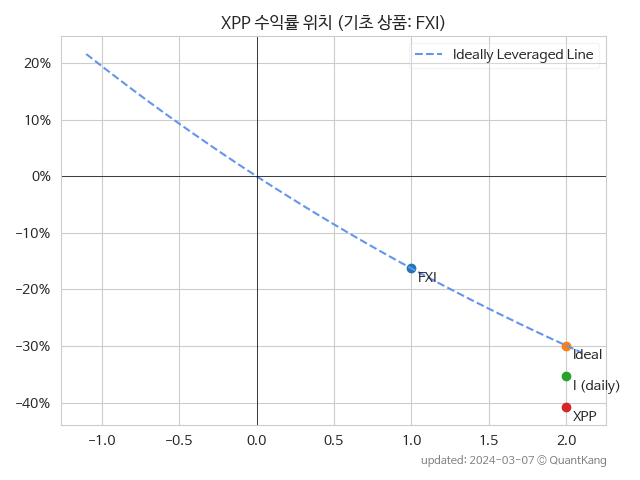 XPP 수익률 위치 (기초 상품: FXI)
Ideally Leveraged Line
20%
10%
0%
−10%
−20%
−30%
−40%
FXI
Ideal
I (daily)
XPP
−1.0 −0.5 0.0 0.5 1.0 1.5 2.0
updated: 2024-03-07 © QuantKang